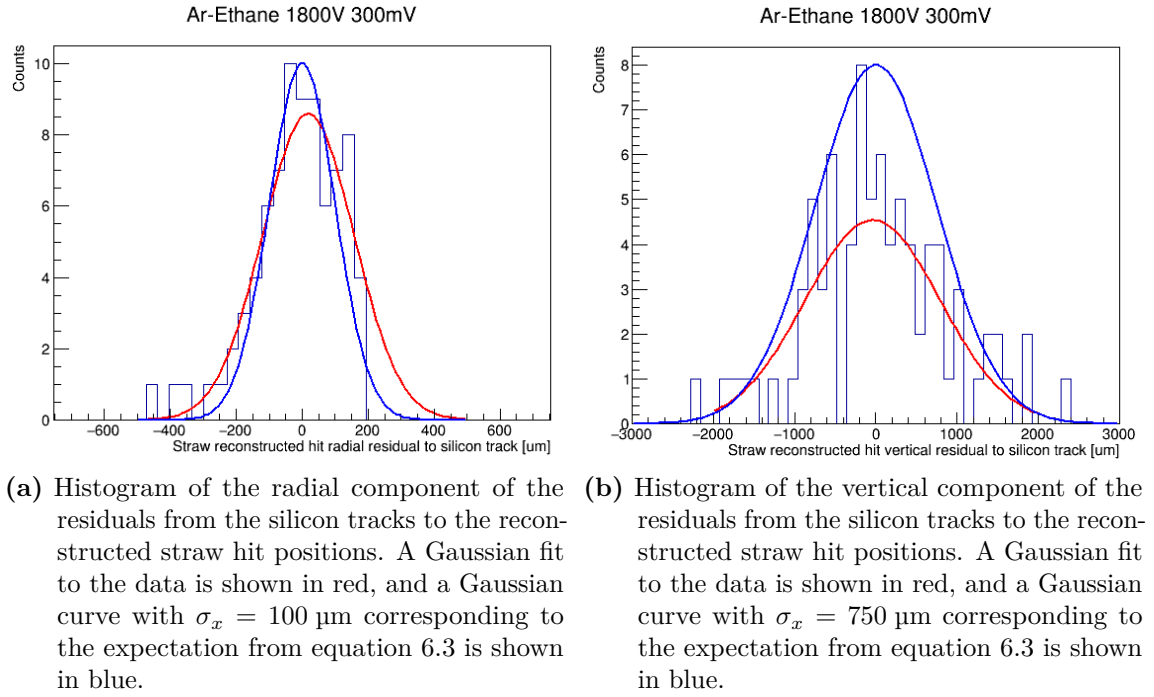 Ar-Ethane 1800V 300mV
Counts
10
8
6
4
2
0
−600 −400 −200 0 200 400 600
Straw reconstructed hit radial residual to silicon track [um]
(a) Histogram of the radial component of the
residuals from the silicon tracks to the recon-
structed straw hit positions. A Gaussian fit
to the data is shown in red, and a Gaussian
curve with σx = 100 µm corresponding to
the expectation from equation 6.3 is shown
in blue.
Ar-Ethane 1800V 300mV
Counts
8
7
6
5
4
3
2
1
0
−3000 −2000 −1000 0 1000 2000 3000
Straw reconstructed hit vertical residual to silicon track [um]
(b) Histogram of the vertical component of the
residuals from the silicon tracks to the recon-
structed straw hit positions. A Gaussian fit
to the data is shown in red, and a Gaussian
curve with σx = 750 µm corresponding to
the expectation from equation 6.3 is shown
in blue.